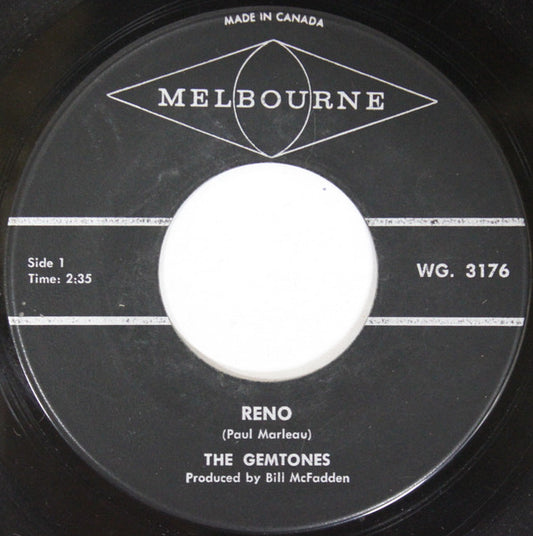 MADE IN CANADA
MELBOURNE
Side 1
Time: 2:35
WG. 3176
RENO
(Paul Marleau)
THE GEMTONES
Produced by Bill McFadden